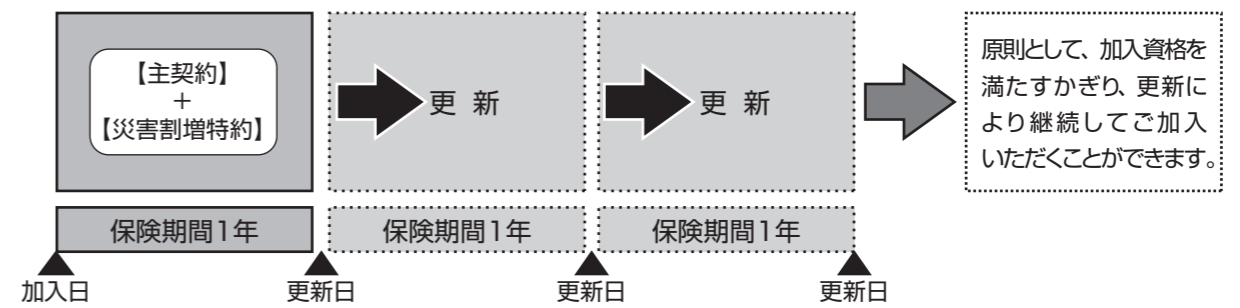 【主契約】
+
【災害割増特約】
更 新
更 新
原則として、加入資格を
満たすかぎり、更新に
より継続してご加入
いただくことができます。
保険期間1年
保険期間1年
保険期間1年
加入日
更新日
更新日
更新日